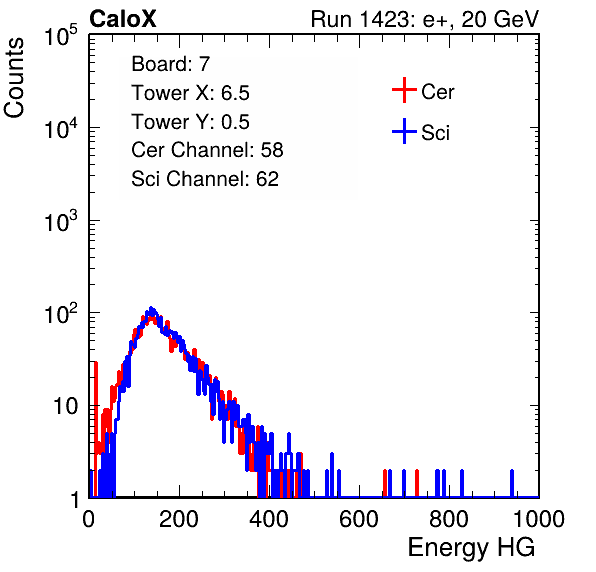 CaloX Run 1423: e+, 20 GeV
Counts
Board: 7
Tower X: 6.5
Tower Y: 0.5
Cer Channel: 58
Sci Channel: 62
Cer
Sci
10^5
10^4
10^3
10^2
10
1
0 200 400 600 800 1000
Energy HG